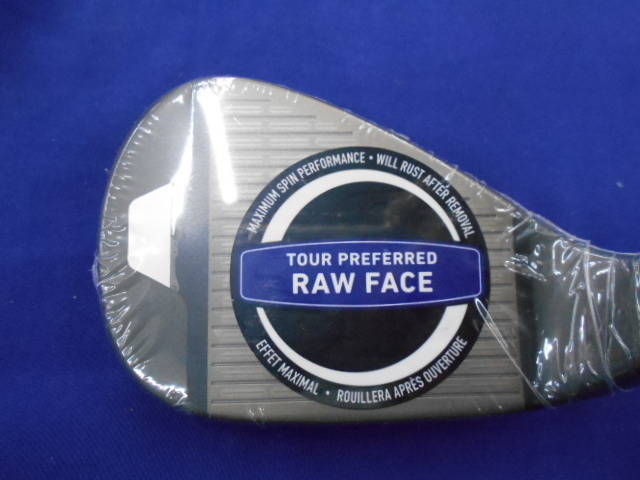 MAXIMUM SPIN PERFORMANCE • WILL RUST AFTER REMOVAL
TOUR PREFERRED
RAW FACE
EFFET MAXIMAL • ROUILLERA APRÈS OUVERTURE